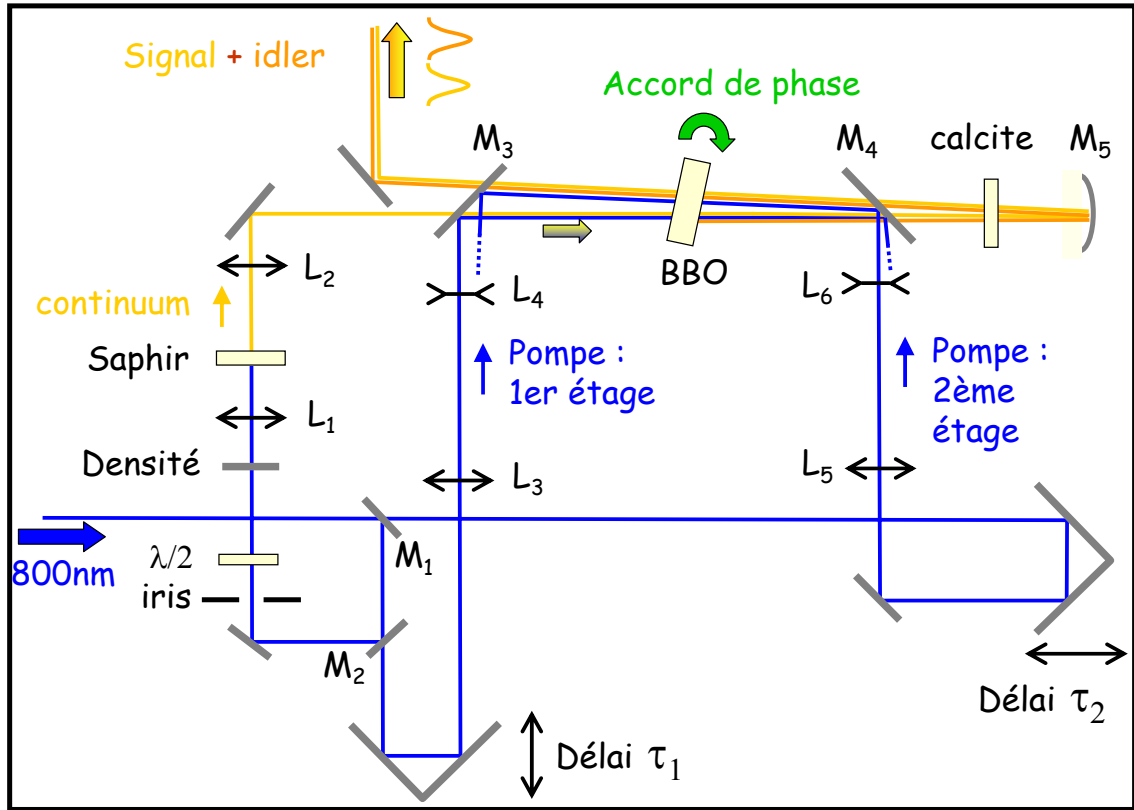 Signal + idler
Accord de phase
M₃
M₄
calcite
M₅
L₂
BBO
L₄
L₆
continuum
Saphir
Pompe :
1er étage
Pompe :
2ème
étage
L₁
Densité
L₃
L₅
800nm
λ/2
M₁
iris
M₂
Délai τ₂
Délai τ₁